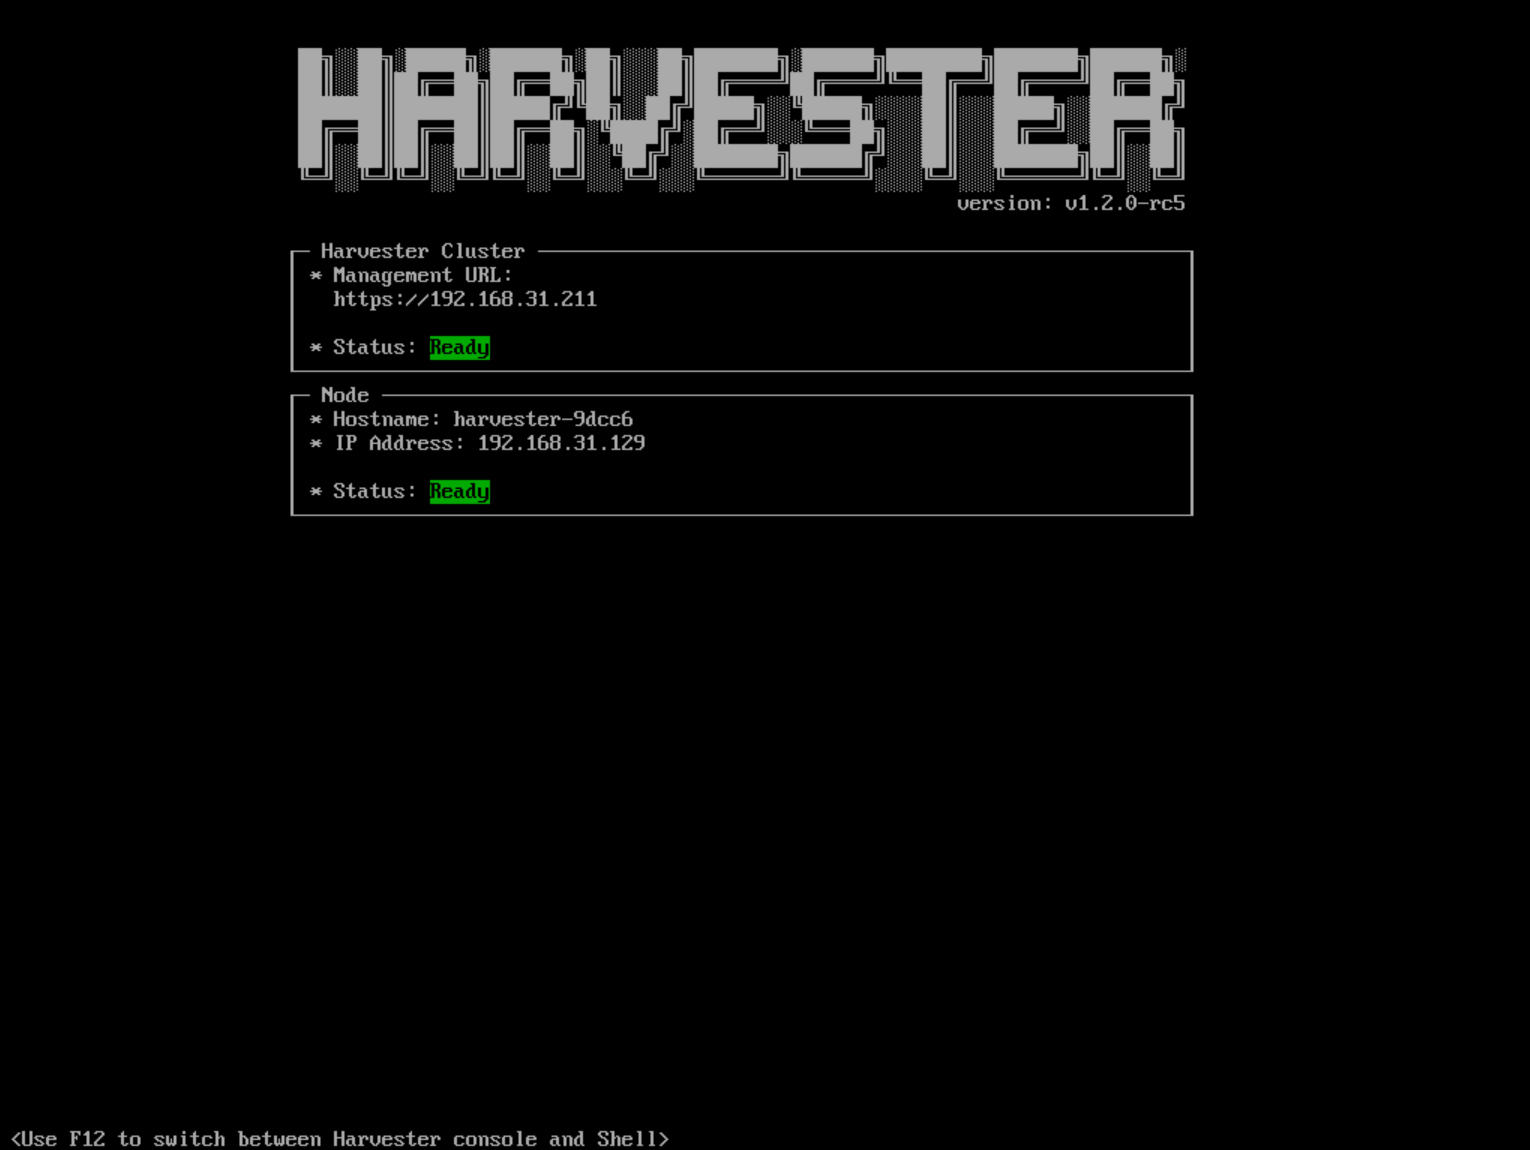 HARVESTER
version: v1.2.0-rc5
Harvester Cluster
* Management URL:
https://192.168.31.211
* Status: Ready
Node
* Hostname: harvester-9dcc6
* IP Address: 192.168.31.129
* Status: Ready
<Use F12 to switch between Harvester console and Shell>